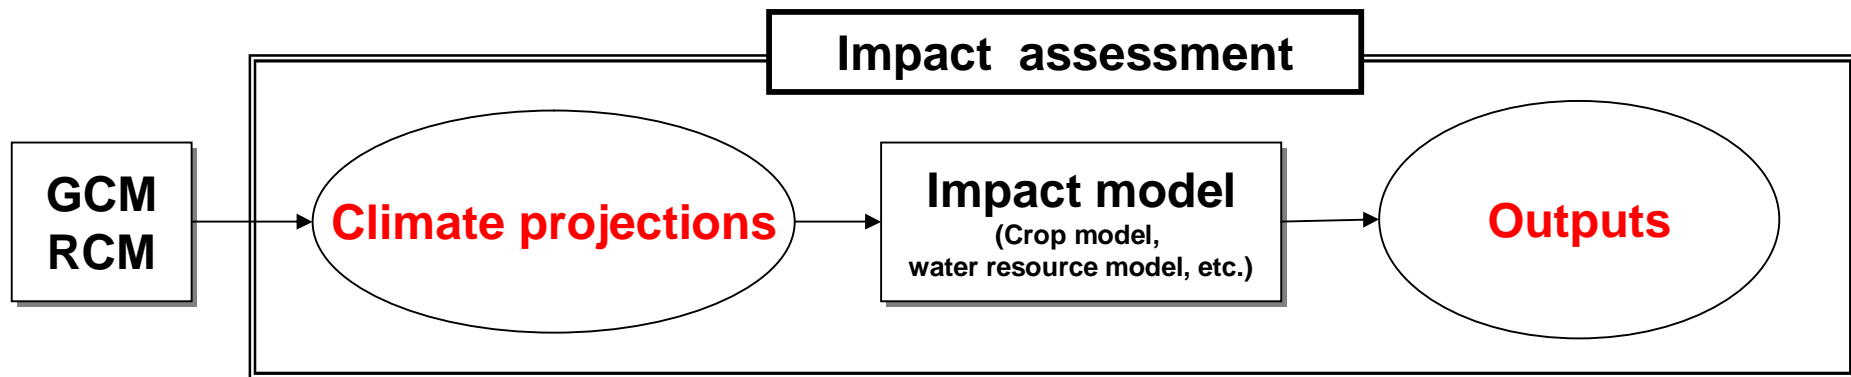 Impact assessment
GCM
RCM
Climate projections
Impact model
(Crop model,
water resource model, etc.)
Outputs